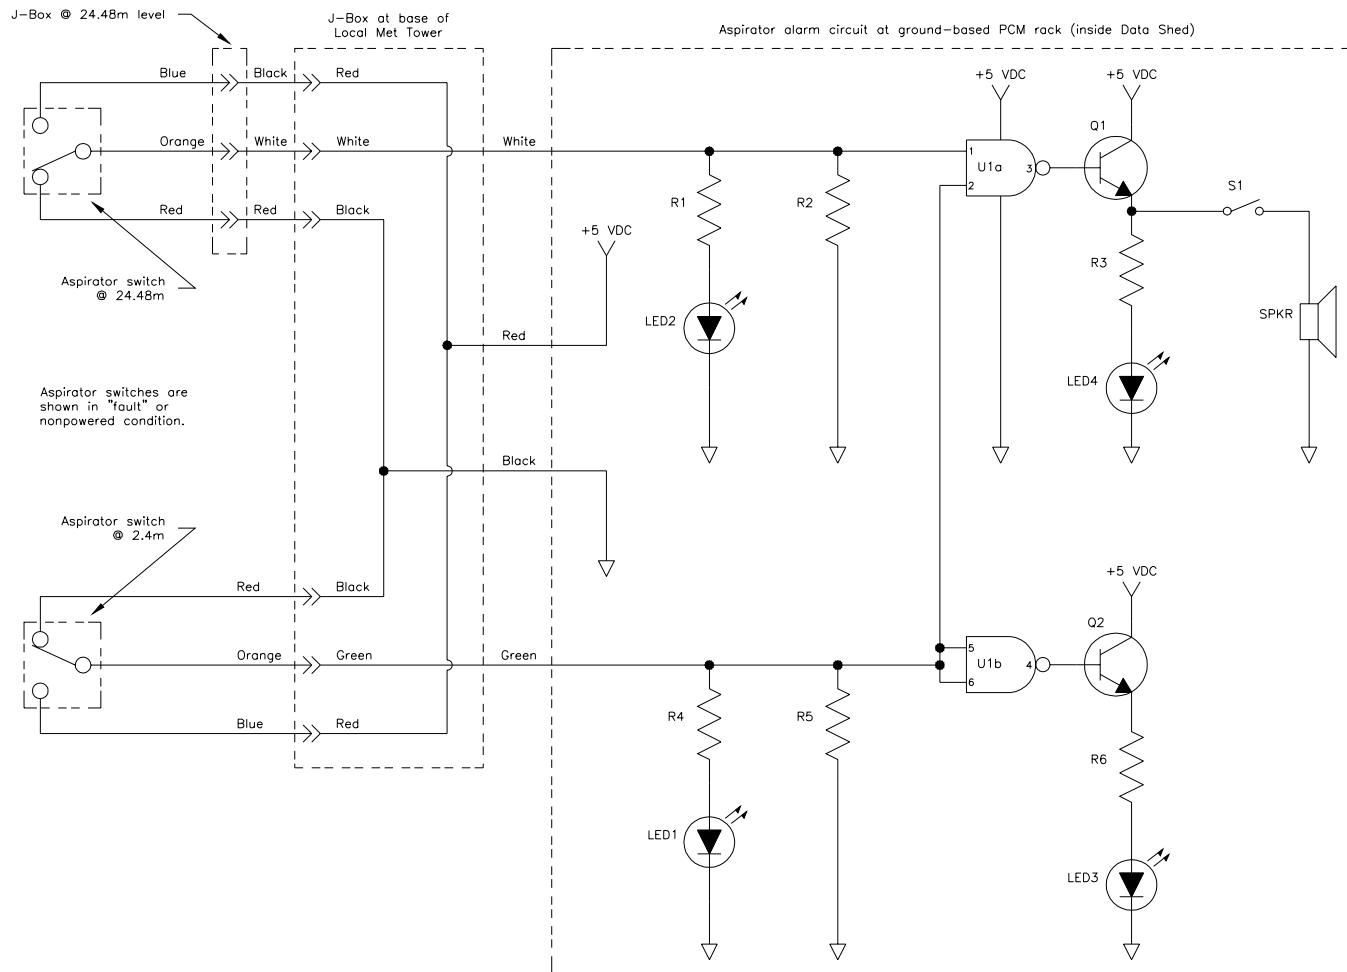 J-Box @ 24.48m level
J-Box at base of
Local Met Tower
Aspirator alarm circuit at ground-based PCM rack (inside Data Shed)
Blue
Black
Red
+5 VDC
+5 VDC
Q1
Orange
White
White
White
1
2
U1a
3
S1
Red
Red
Black
R1
R2
+5 VDC
R3
Aspirator switch
@ 24.48m
LED2
SPKR
Red
LED4
Aspirator switches are
shown in "fault" or
nonpowered condition.
Black
Aspirator switch
@ 2.4m
+5 VDC
Red
Black
Q2
Orange
Green
Green
5
6
U1b
4
R4
R5
Blue
Red
R6
LED1
LED3